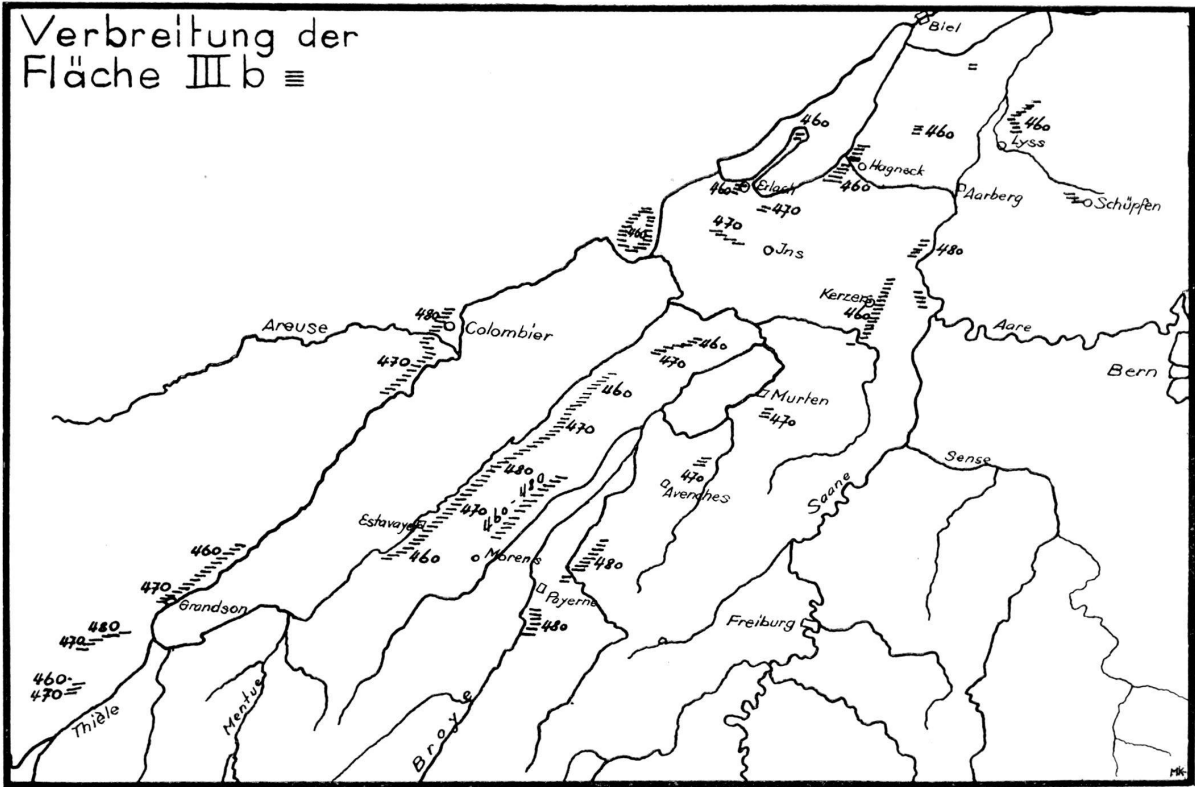 Verbreitung der
Fläche III b
Biel
460
460
460
Lyss
Hagneck
460
460 Erlach
Aarberg
Schüpfen
470
470
460
Jns
480
Kerzers
460
480
Colombier
Areuse
Aare
Bern
470
460
470
460
Murten
470
470
480
Sense
470
Avenches
Saane
480
470
460
Estavayer
460
Morens
460
480
470
Grandson
Payerne
480
Freiburg
480
470
460
470
Thièle
Mentue
Broye
MK